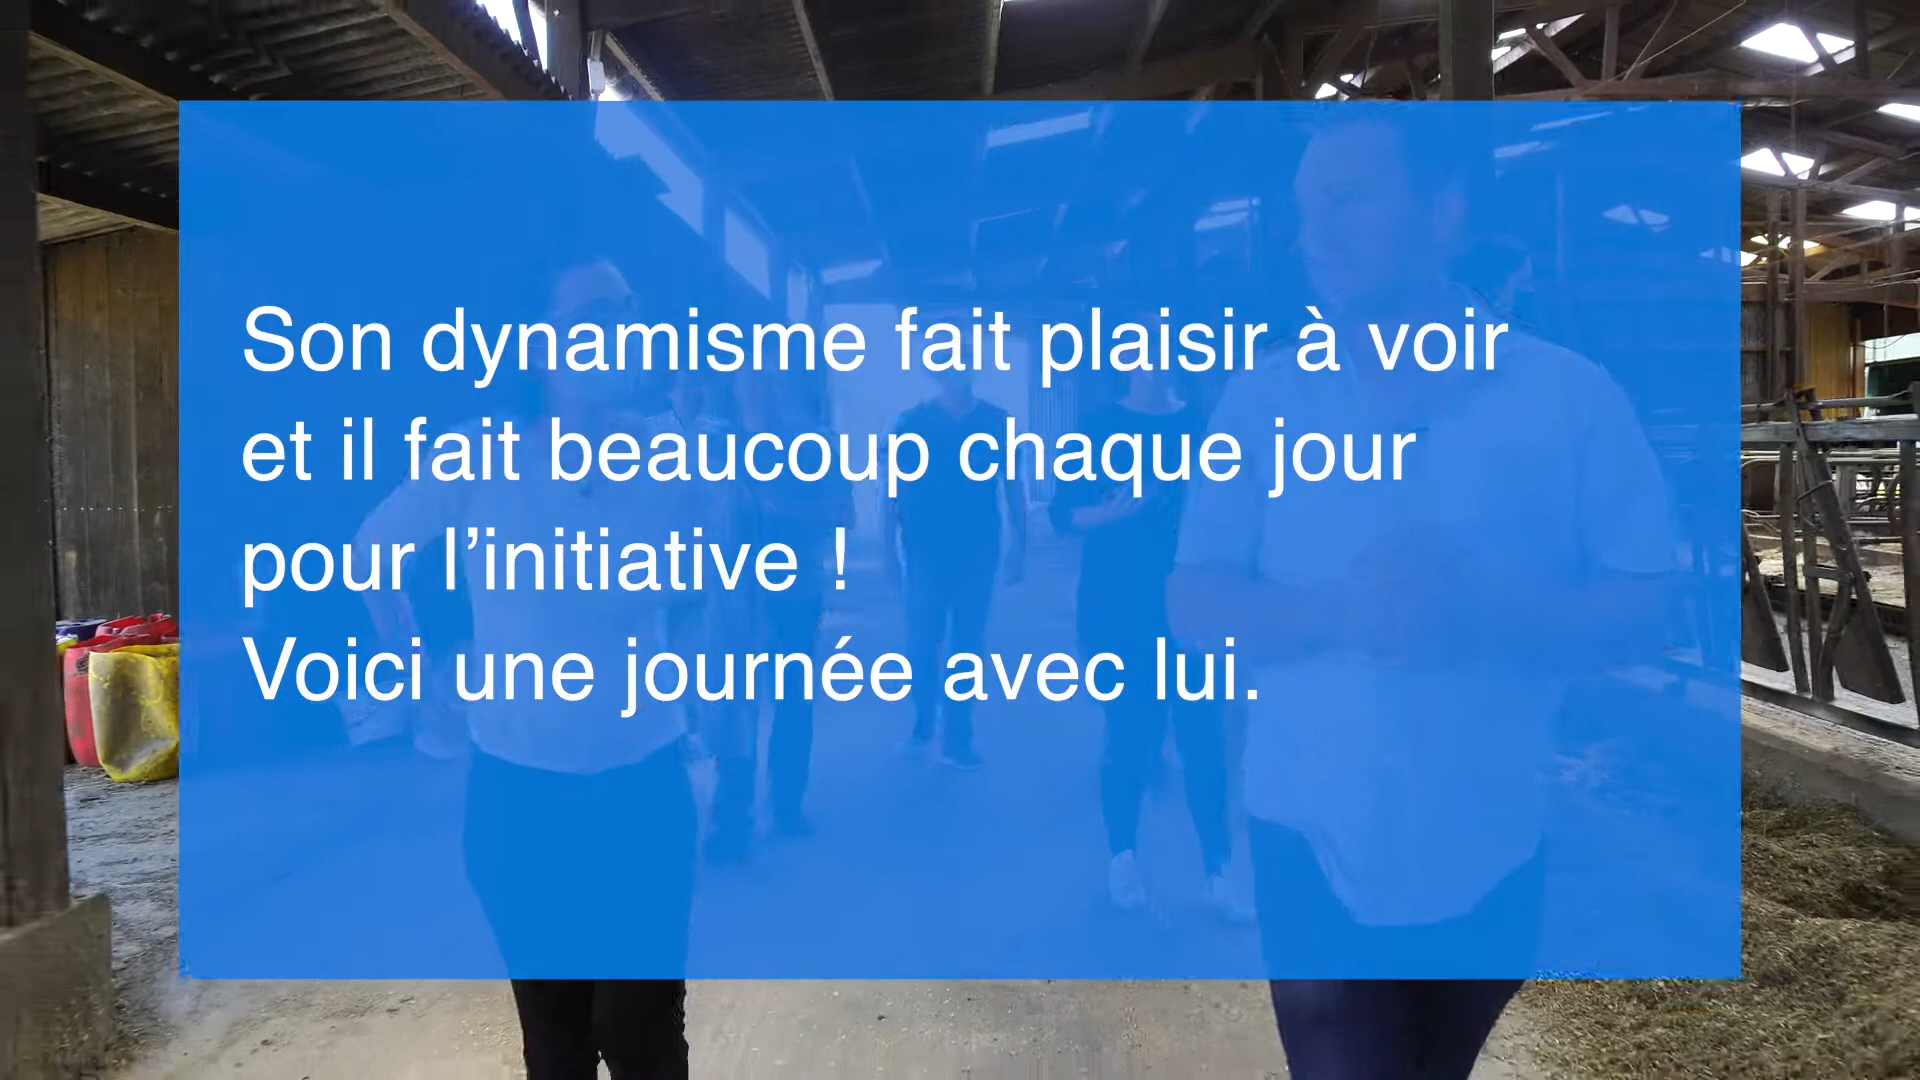 Son dynamisme fait plaisir à voir
et il fait beaucoup chaque jour
pour l’initiative !
Voici une journée avec lui.